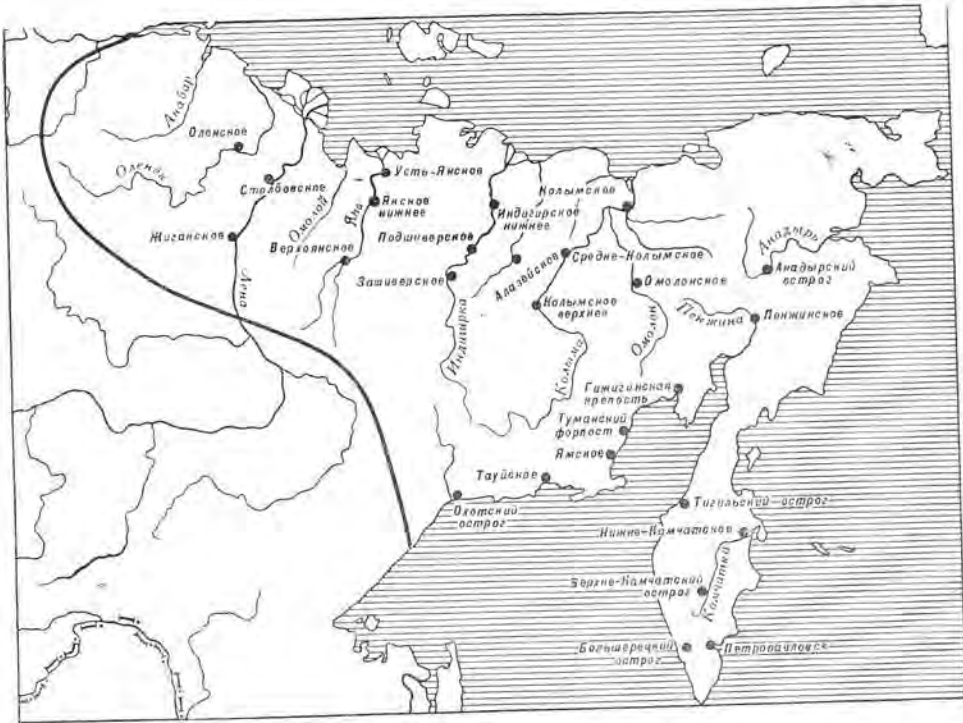 Анабар
Оленское
Оленек
Столбовское
Усть-Янское
Янское
нижнее
Омолой
Яна
Жиганское
Верхоянское
Лена
Колымское
Индигирское
нижнее
Подшиверское
Зашиверское
Алазейское
Средне-Колымское
Индигирка
Колымское
верхнее
Колыма
Омолонское
Омолон
Анадырь
Анадырский
острог
Пенжина
Пенжинское
Гижигинская
крепость
Туманский
форпост
Ямское
Тауйское
Охотский
острог
Тигильский-острог
Нижне-Камчатское
Верхне-Камчатский
острог
Камчатка
Большерецкий
острог
Петропавловск